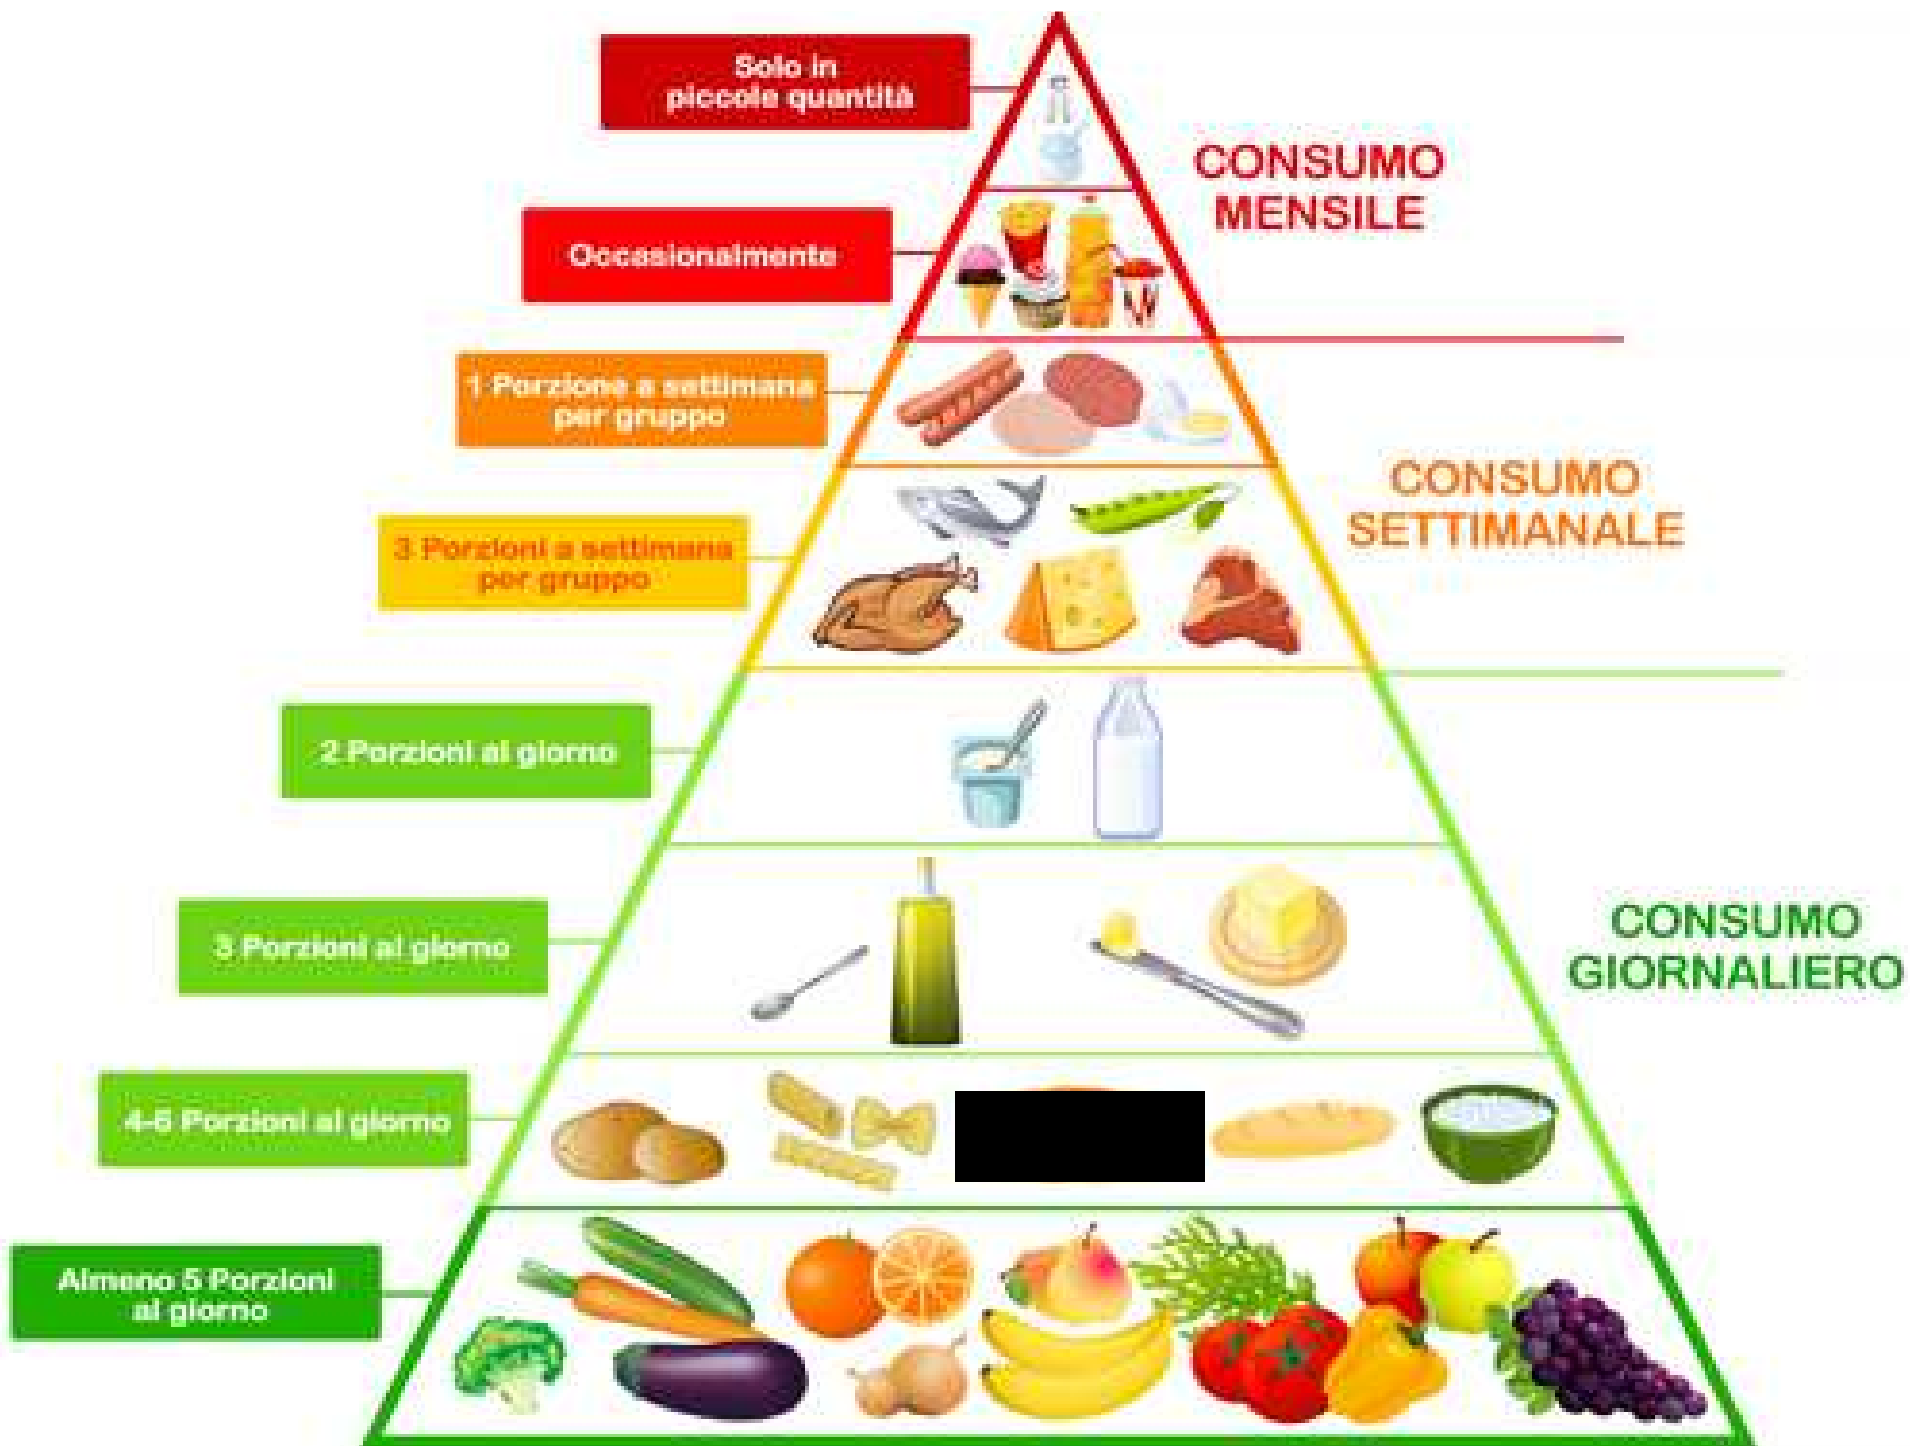 Solo in
piccole quantità
CONSUMO
MENSILE
Occasionalmente
1 Porzione a settimana
per gruppo
CONSUMO
SETTIMANALE
3 Porzioni a settimana
per gruppo
2 Porzioni al giorno
CONSUMO
GIORNALIERO
3 Porzioni al giorno
4-6 Porzioni al giorno
Almeno 5 Porzioni
al giorno